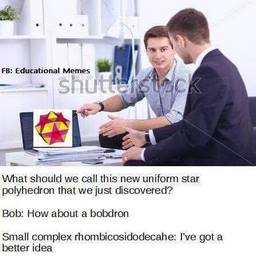 FB: Educational Memes
shutterstock
What should we call this new uniform star
polyhedron that we just discovered?
Bob: How about a bobdron
Small complex rhombicosidodecahe: I've got a
better idea